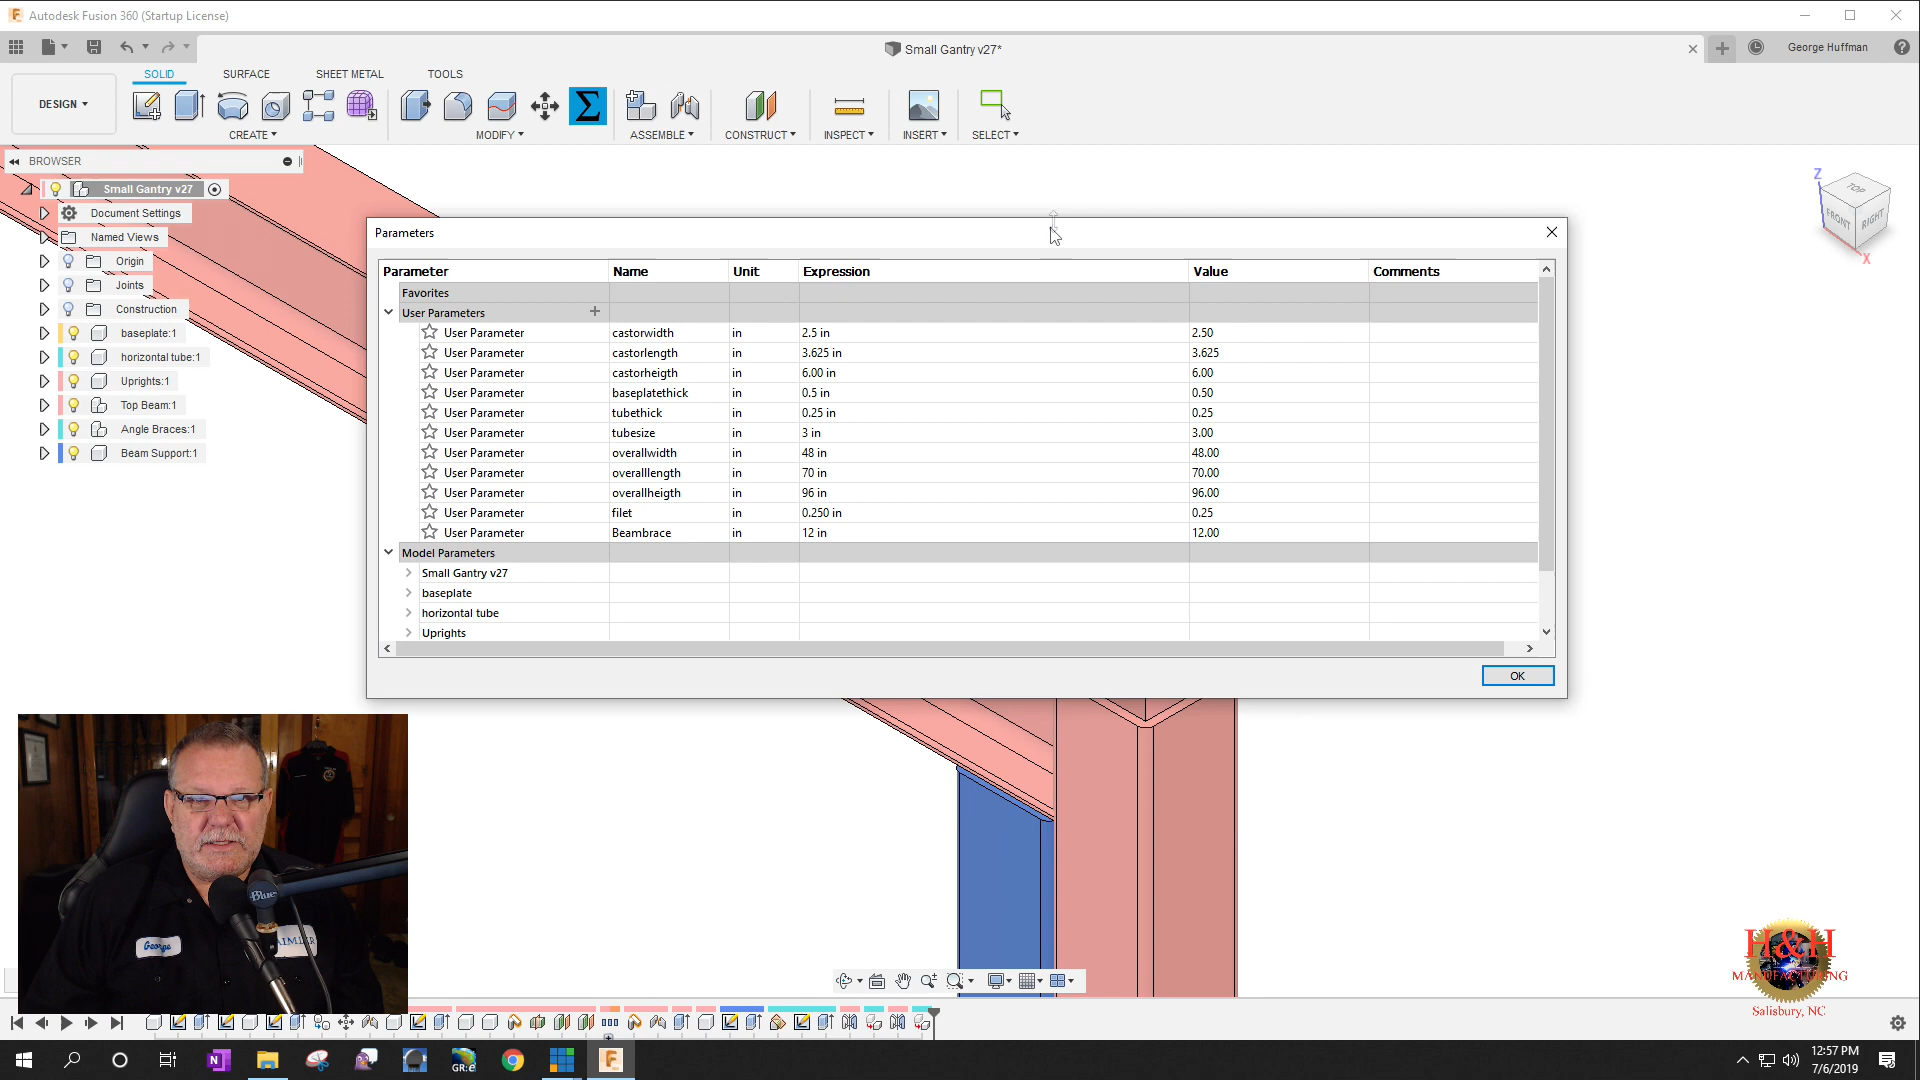 Autodesk Fusion 360 (Startup License)
Small Gantry v27*
George Huffman
SOLID SURFACE SHEET METAL TOOLS
DESIGN
CREATE MODIFY ASSEMBLE CONSTRUCT INSPECT INSERT SELECT
BROWSER
Small Gantry v27
Document Settings
Named Views
Origin
Joints
Construction
baseplate:1
horizontal tube:1
Uprights:1
Top Beam:1
Angle Braces:1
Beam Support:1
Z
TOP
FRONT RIGHT
X
Parameters
Parameter Name Unit Expression Value Comments
Favorites
User Parameters
User Parameter castorwidth in 2.5 in 2.50
User Parameter castorlength in 3.625 in 3.625
User Parameter castorheigth in 6.00 in 6.00
User Parameter baseplatethick in 0.5 in 0.50
User Parameter tubethick in 0.25 in 0.25
User Parameter tubesize in 3 in 3.00
User Parameter overallwidth in 48 in 48.00
User Parameter overalllength in 70 in 70.00
User Parameter overallheigth in 96 in 96.00
User Parameter filet in 0.250 in 0.25
User Parameter Beambrace in 12 in 12.00
Model Parameters
Small Gantry v27
baseplate
horizontal tube
Uprights
OK
Blue
George
H&H
MANUFACTURING
Salisbury, NC
GR:e
12:57 PM
7/6/2019